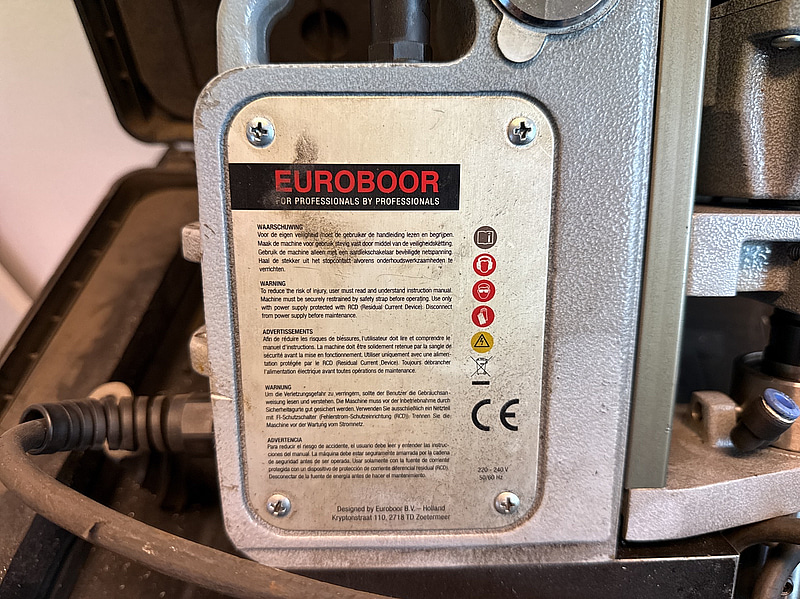 EUROBOOR
FOR PROFESSIONALS BY PROFESSIONALS
WAARSCHUWING
Voor de eigen veiligheid moet de gebruiker de handleiding lezen en begrijpen.
Maak de machine voor gebruik stevig vast door middel van de veiligheidsketting.
Gebruik de machine alleen met een aardlekschakelaar beveiligde netspanning.
Haal de stekker uit het stopcontact alvorens onderhoudswerkzaamheden te
verrichten.
WARNING
To reduce the risk of injury, user must read and understand instruction manual.
Machine must be securely restrained by safety strap before operating. Use only
with power supply protected with RCD (Residual Current Device). Disconnect
from power supply before maintenance.
ADVERTISSEMENTS
Afin de réduire les risques de blessures, l'utilisateur doit lire et comprendre le
manuel d'instructions. La machine doit être solidement retenue par la sangle de
sécurité avant la mise en fonctionnement. Utiliser uniquement avec une alimen-
tation protégée par le RCD (Residual Current Device). Toujours débrancher
l'alimentation électrique avant toutes opérations de maintenance.
WARNUNG
Um die Verletzungsgefahr zu verringern, sollte der Benutzer die Gebrauchsan-
weisung lesen und verstehen. Die Maschine muss vor der Inbetriebnahme durch
Sicherheitsgurte gut gesichert werden. Verwenden Sie ausschließlich ein Netzteil
mit FI-Schutzschalter (Fehlerstrom-Schutzeinrichtung (RCD)). Trennen Sie die
Maschine vor der Wartung vom Stromnetz.
ADVERTENCIA
Para reducir el riesgo de accidente, el usuario debe leer y entender las instruc-
ciones del manual. La máquina debe estar seguramente amarrada por la cadena
de seguridad antes de ser operada. Usar solamente con la fuente de corriente
protegida con un dispositivo de protección de corriente diferencial residual (RCD).
Desconectar de la fuente de energía antes de hacer el mantenimiento.
CE
220 - 240 V
50/60 Hz
Designed by Euroboor B.V. – Holland
Kryptonstraat 110, 2718 TD Zoetermeer